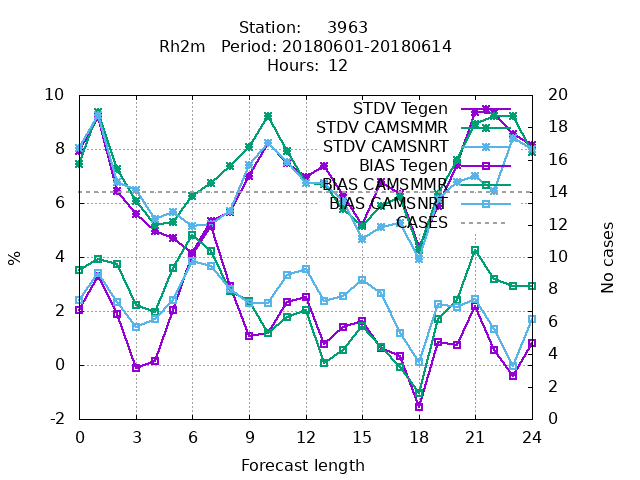 Station: 3963
Rh2m Period: 20180601-20180614
Hours: 12
10 20
STDV Tegen
STDV CAMSMMR 18
STDV CAMSNRT
8 16
BIAS Tegen
BIAS CAMSMMR 14
BIAS CAMSNRT
6
CASES 12
% 4 10 No cases
8
2 6
0 4
2
-2 0
0 3 6 9 12 15 18 21 24
Forecast length